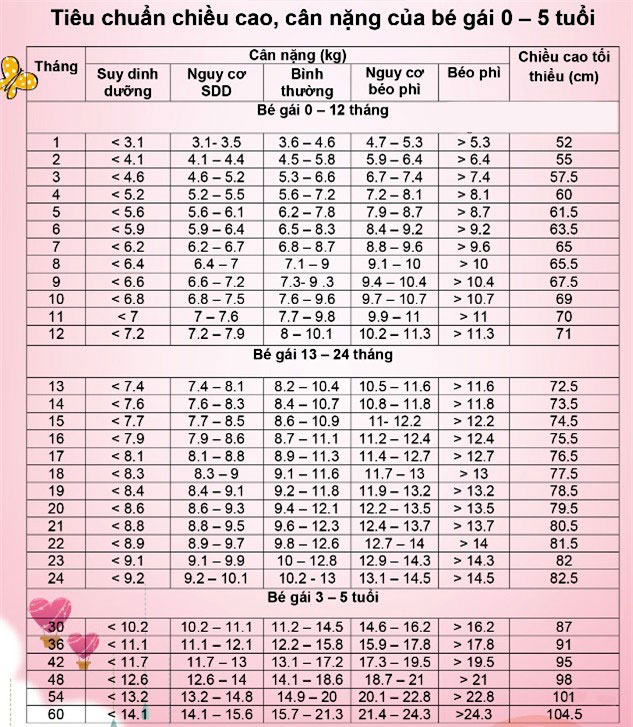 Tiêu chuẩn chiều cao, cân nặng của bé gái 0 – 5 tuổi
Tháng Cân nặng (kg) Chiều cao tối thiểu (cm)
Suy dinh dưỡng Nguy cơ SDD Bình thường Nguy cơ béo phì Béo phì
Bé gái 0 – 12 tháng
1 < 3.1 3.1- 3.5 3.6 – 4.6 4.7 – 5.3 > 5.3 52
2 < 4.1 4.1 – 4.4 4.5 – 5.8 5.9 – 6.4 > 6.4 55
3 < 4.6 4.6 – 5.2 5.3 – 6.6 6.7 – 7.4 > 7.4 57.5
4 < 5.2 5.2 – 5.5 5.6 – 7.2 7.2 – 8.1 > 8.1 60
5 < 5.6 5.6 – 6.1 6.2 – 7.8 7.9 – 8.7 > 8.7 61.5
6 < 5.9 5.9 – 6.4 6.5 – 8.3 8.4 – 9.2 > 9.2 63.5
7 < 6.2 6.2 – 6.7 6.8 – 8.7 8.8 – 9.6 > 9.6 65
8 < 6.4 6.4 – 7 7.1 – 9 9.1 – 10 > 10 65.5
9 < 6.6 6.6 – 7.2 7.3- 9 .3 9.4 – 10.4 > 10.4 67.5
10 < 6.8 6.8 – 7.5 7.6 – 9.6 9.7 – 10.7 > 10.7 69
11 < 7 7 – 7.6 7.7 – 9.8 9.9 – 11 > 11 70
12 < 7.2 7.2 – 7.9 8 – 10.1 10.2 – 11.3 > 11.3 71
Bé gái 13 – 24 tháng
13 < 7.4 7.4 – 8.1 8.2 – 10.4 10.5 – 11.6 > 11.6 72.5
14 < 7.6 7.6 – 8.3 8.4 – 10.7 10.8 – 11.8 > 11.8 73.5
15 < 7.7 7.7 – 8.5 8.6 – 10.9 11- 12.2 > 12.2 74.5
16 < 7.9 7.9 – 8.6 8.7 – 11.1 11.2 – 12.4 > 12.4 75.5
17 < 8.1 8.1 – 8.8 8.9 – 11.3 11.4 – 12.7 > 12.7 76.5
18 < 8.3 8.3 – 9 9.1 – 11.6 11.7 – 13 > 13 77.5
19 < 8.4 8.4 – 9.1 9.2 – 11.8 11.9 – 13.2 > 13.2 78.5
20 < 8.6 8.6 – 9.3 9.4 – 12.1 12.2 – 13.5 > 13.5 79.5
21 < 8.8 8.8 – 9.5 9.6 – 12.3 12.4 – 13.7 > 13.7 80.5
22 < 8.9 8.9 – 9.7 9.8 – 12.6 12.7 – 14 > 14 81.5
23 < 9.1 9.1 – 9.9 10 – 12.8 12.9 – 14.3 > 14.3 82
24 < 9.2 9.2 – 10.1 10.2 - 13 13.1 – 14.5 > 14.5 82.5
Bé gái 3 – 5 tuổi
30 < 10.2 10.2 – 11.1 11.2 – 14.5 14.6 – 16.2 > 16.2 87
36 < 11.1 11.1 – 12.1 12.2 – 15.8 15.9 – 17.8 > 17.8 91
42 < 11.7 11.7 – 13 13.1 – 17.2 17.3 – 19.5 > 19.5 95
48 < 12.6 12.6 – 14 14.1 – 18.6 18.7 – 21 > 21 98
54 < 13.2 13.2 – 14.8 14.9 – 20 20.1 – 22.8 > 22.8 101
60 < 14.1 14.1 – 15.6 15.7 – 21.3 21.4 – 24.3 >24.3 104.5